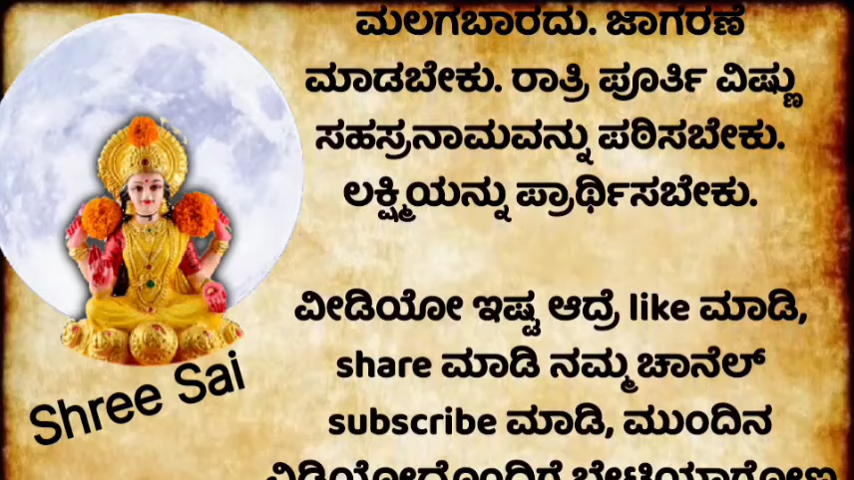 ಮಲಗಬಾರದು. ಜಾಗರಣೆ
ಮಾಡಬೇಕು. ರಾತ್ರಿ ಪೂರ್ತಿ ವಿಷ್ಣು
ಸಹಸ್ರನಾಮವನ್ನು ಪಠಿಸಬೇಕು.
ಲಕ್ಷ್ಮಿಯನ್ನು ಪ್ರಾರ್ಥಿಸಬೇಕು.
ವೀಡಿಯೋ ಇಷ್ಟ ಆದ್ರೆ like ಮಾಡಿ,
share ಮಾಡಿ ನಮ್ಮ ಚಾನೆಲ್
subscribe ಮಾಡಿ, ಮುಂದಿನ
Shree Sai